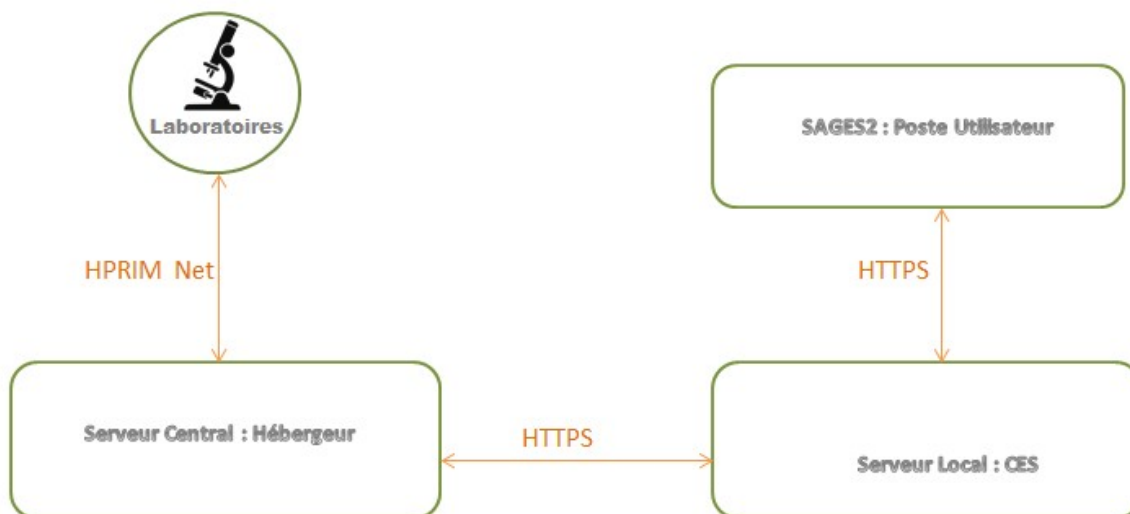 Laboratoires
SAGES2 : Poste Utilisateur
HPRIM Net
HTTPS
Serveur Central : Hébergeur
HTTPS
Serveur Local : CES